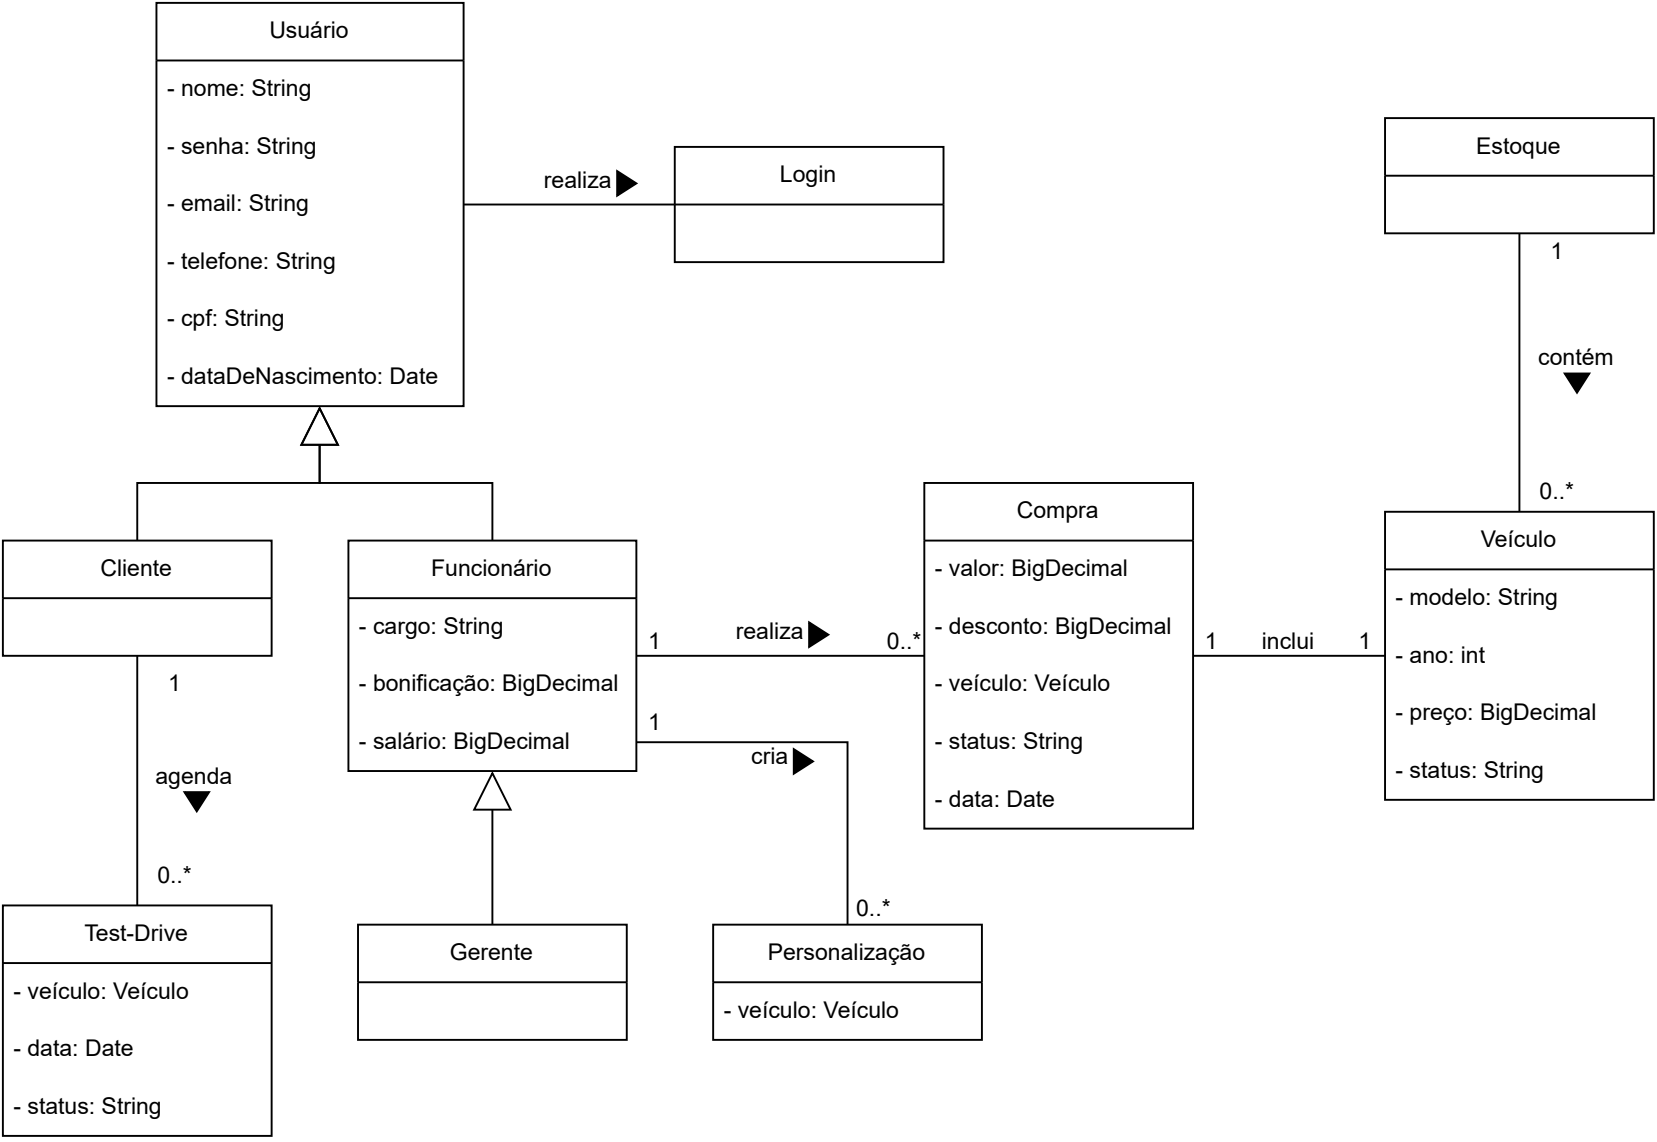 Usuário
- nome: String
- senha: String
- email: String
- telefone: String
- cpf: String
- dataDeNascimento: Date
realiza
Login
Estoque
1
contém
0..*
Cliente
1
agenda
0..*
Test-Drive
- veículo: Veículo
- data: Date
- status: String
Funcionário
- cargo: String
- bonificação: BigDecimal
- salário: BigDecimal
1
realiza
0..*
1
cria
0..*
Gerente
Personalização
- veículo: Veículo
Compra
- valor: BigDecimal
- desconto: BigDecimal
- veículo: Veículo
- status: String
- data: Date
1
inclui
1
Veículo
- modelo: String
- ano: int
- preço: BigDecimal
- status: String